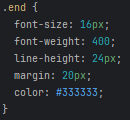 .end {
  font-size: 16px;
  font-weight: 400;
  line-height: 24px;
  margin: 20px;
  color: #333333;
}